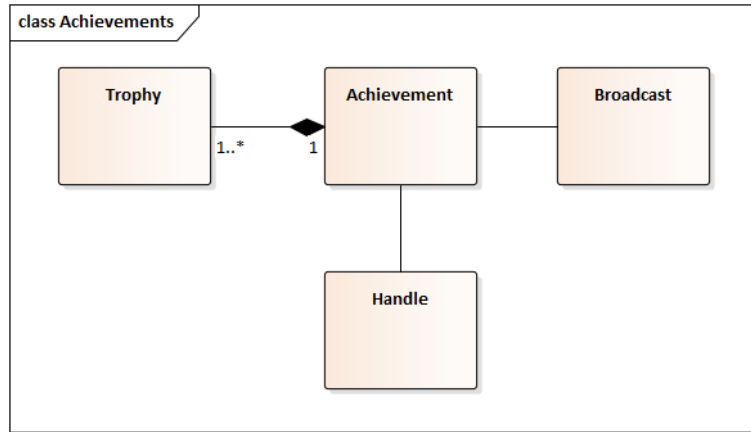 class Achievements
Trophy
Achievement
Broadcast
1..*
1
Handle